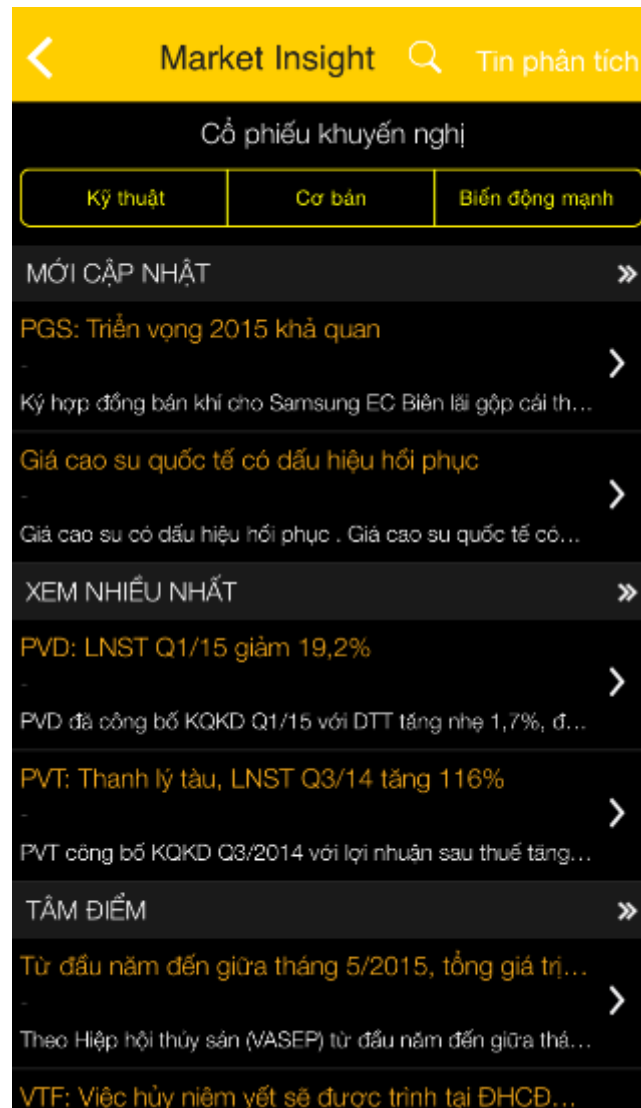 Market Insight Tin phân tích
Cổ phiếu khuyến nghị
Kỹ thuật Cơ bản Biến động mạnh
MỚI CẬP NHẬT
PGS: Triển vọng 2015 khả quan
-
Ký hợp đồng bán khí cho Samsung EC Biên lãi gộp cải th...
Giá cao su quốc tế có dấu hiệu hồi phục
-
Giá cao su có dấu hiệu hồi phục . Giá cao su quốc tế có...
XEM NHIỀU NHẤT
PVD: LNST Q1/15 giảm 19,2%
-
PVD đã công bố KQKD Q1/15 với DTT tăng nhẹ 1,7%, đ...
PVT: Thanh lý tàu, LNST Q3/14 tăng 116%
-
PVT công bố KQKD Q3/2014 với lợi nhuận sau thuế tăng...
TÂM ĐIỂM
Từ đầu năm đến giữa tháng 5/2015, tổng giá trị...
-
Theo Hiệp hội thủy sản (VASEP) từ đầu năm đến giữa thá...
VTF: Việc hủy niêm yết sẽ được trình tại ĐHCĐ...